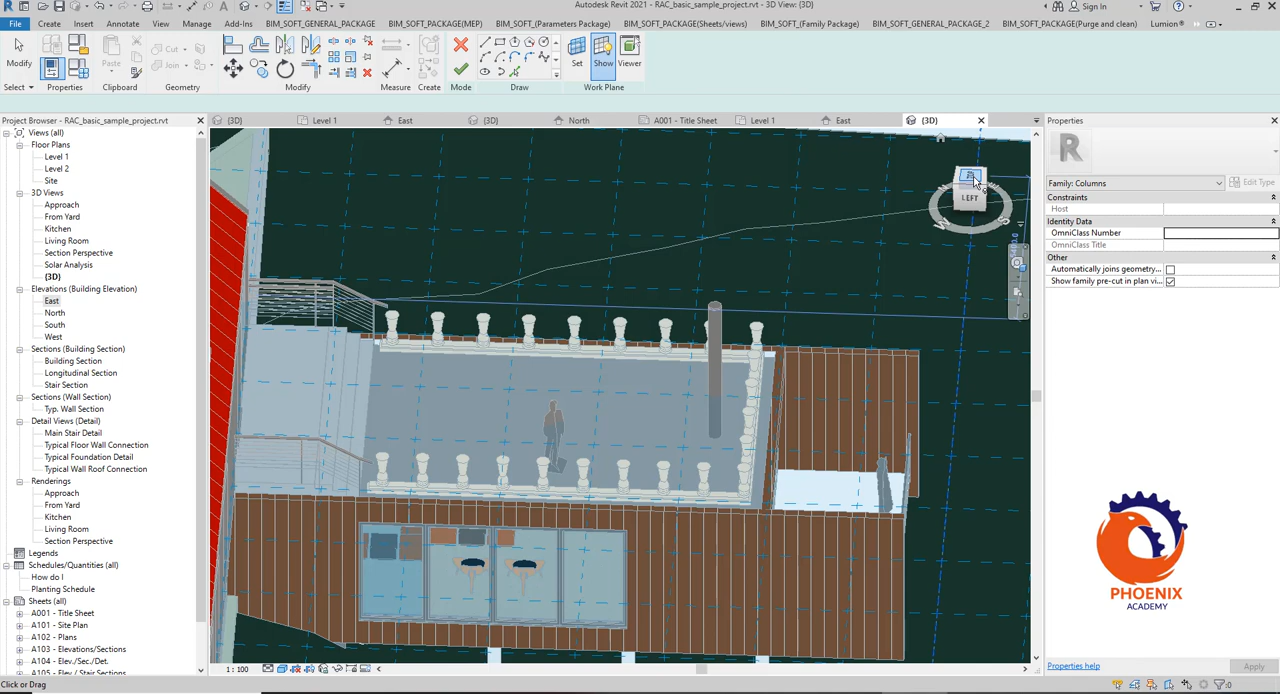 Autodesk Revit 2021 - RAC_basic_sample_project.rvt - 3D View: {3D}
Sign In
File Create Annotate View Manage Add-Ins BIM_SOFT_GENERAL_PACKAGE BIM_SOFT_PACKAGE(MEP) BIM_SOFT_(Parameters Package) BIM_SOFT_PACKAGE(Sheets/views) BIM_SOFT_(Family Package) BIM_SOFT_GENERAL_PACKAGE_2 BIM_SOFT_PACKAGE(Purge and clean) Lumion®
Modify
Paste
Cut
Join
Set Show Viewer
Select Properties Clipboard Geometry Modify Measure Create Mode Draw Work Plane
Project Browser - RAC_basic_sample_project.rvt
{3D} Level 1 East {3D} North A001 - Title Sheet Level 1 East {3D}
Views (all)
Floor Plans
Level 1
Level 2
Site
3D Views
Approach
From Yard
Kitchen
Living Room
Section Perspective
Solar Analysis
{3D}
Elevations (Building Elevation)
East
North
South
West
Sections (Building Section)
Building Section
Longitudinal Section
Stair Section
Sections (Wall Section)
Typ. Wall Section
Detail Views (Detail)
Main Stair Detail
Typical Floor Wall Connection
Typical Foundation Detail
Typical Wall Roof Connection
Renderings
Approach
From Yard
Kitchen
Living Room
Section Perspective
Legends
Schedules/Quantities (all)
How do I
Planting Schedule
Sheets (all)
A001 - Title Sheet
A101 - Site Plan
A102 - Plans
A103 - Elevations/Sections
A104 - Elev./Sec./Det.
A105 - Elev./ Stair Sections
LEFT
W
S
Properties
R
Family: Columns
Edit Type
Constraints
Host
Identity Data
OmniClass Number
OmniClass Title
Other
Automatically joins geometry...
Show family pre-cut in plan vi...
PHOENIX
ACADEMY
Properties help
Apply
1 : 100
Click or Drag
:0